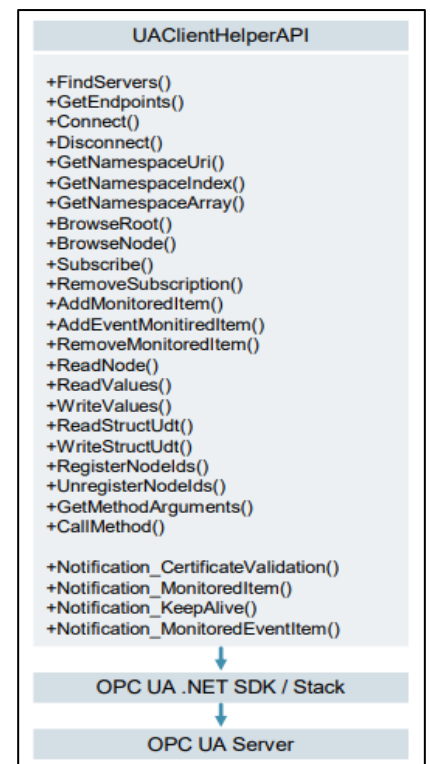 UAClientHelperAPI
+FindServers()
+GetEndpoints()
+Connect()
+Disconnect()
+GetNamespaceUri()
+GetNamespaceIndex()
+GetNamespaceArray()
+BrowseRoot()
+BrowseNode()
+Subscribe()
+RemoveSubscription()
+AddMonitoredItem()
+AddEventMonitiredItem()
+RemoveMonitoredItem()
+ReadNode()
+ReadValues()
+WriteValues()
+ReadStructUdt()
+WriteStructUdt()
+RegisterNodeIds()
+UnregisterNodeIds()
+GetMethodArguments()
+CallMethod()
+Notification_CertificateValidation()
+Notification_MonitoredItem()
+Notification_KeepAlive()
+Notification_MonitoredEventItem()
OPC UA .NET SDK / Stack
OPC UA Server